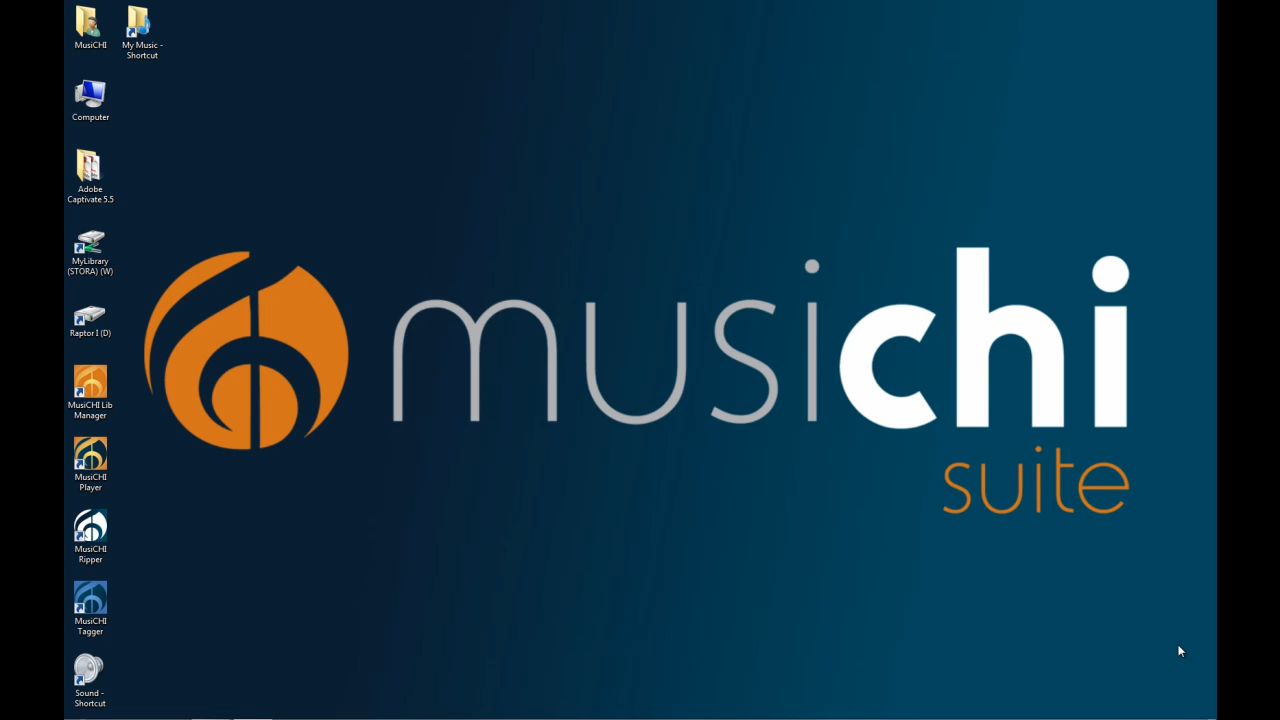 MusiCHI
My Music -
Shortcut
Computer
Adobe
Captivate 5.5
MyLibrary
(STORA) (W)
Raptor I (D)
MusiCHI Lib
Manager
MusiCHI
Player
MusiCHI
Ripper
MusiCHI
Tagger
Sound -
Shortcut
musichi
suite